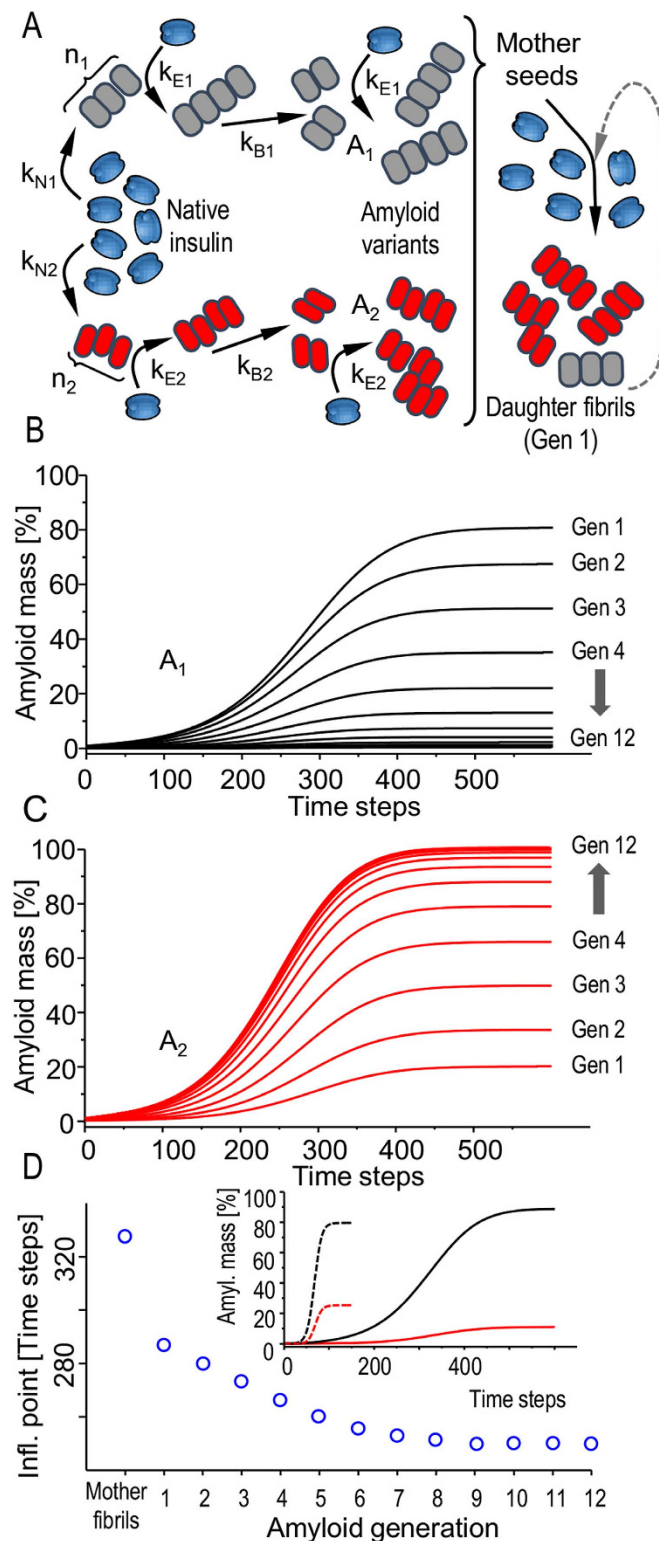 A
n1
kE1
kE1
Mother
seeds
kB1
A1
kN1
Native
insulin
Amyloid
variants
kN2
A2
n2
kE2
kB2
kE2
Daughter fibrils
(Gen 1)
B
Amyloid mass [%]
100
80
60
40
20
0
A1
Gen 1
Gen 2
Gen 3
Gen 4
Gen 12
0 100 200 300 400 500
Time steps
C
Amyloid mass [%]
100
80
60
40
20
0
A2
Gen 12
Gen 4
Gen 3
Gen 2
Gen 1
0 100 200 300 400 500
Time steps
D
Infl. point [Time steps]
320
280
Amyl. mass [%]
100
80
60
40
20
0
0 200 400
Time steps
Mother
fibrils
1 2 3 4 5 6 7 8 9 10 11 12
Amyloid generation